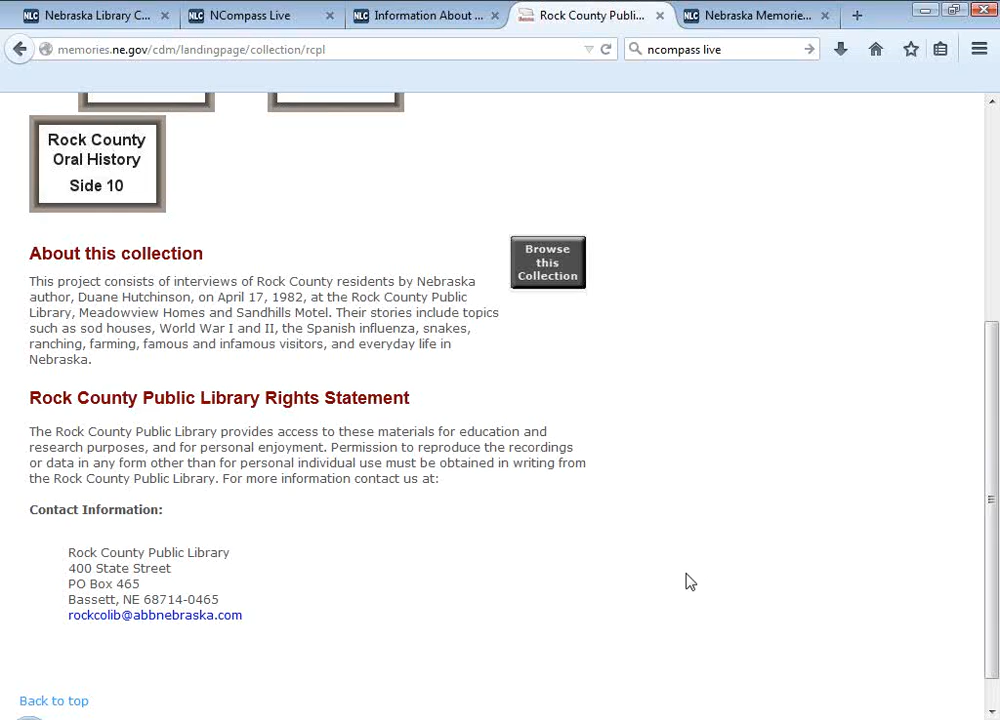 Nebraska Library C...
NCompass Live
Information About ...
Rock County Publi...
Nebraska Memorie...
memories.ne.gov/cdm/landingpage/collection/rcpl
ncompass live
Rock County
Oral History
Side 10
About this collection
Browse
this
Collection
This project consists of interviews of Rock County residents by Nebraska
author, Duane Hutchinson, on April 17, 1982, at the Rock County Public
Library, Meadowview Homes and Sandhills Motel. Their stories include topics
such as sod houses, World War I and II, the Spanish influenza, snakes,
ranching, farming, famous and infamous visitors, and everyday life in
Nebraska.
Rock County Public Library Rights Statement
The Rock County Public Library provides access to these materials for education and
research purposes, and for personal enjoyment. Permission to reproduce the recordings
or data in any form other than for personal individual use must be obtained in writing from
the Rock County Public Library. For more information contact us at:
Contact Information:
Rock County Public Library
400 State Street
PO Box 465
Bassett, NE 68714-0465
rockcolib@abbnebraska.com
Back to top